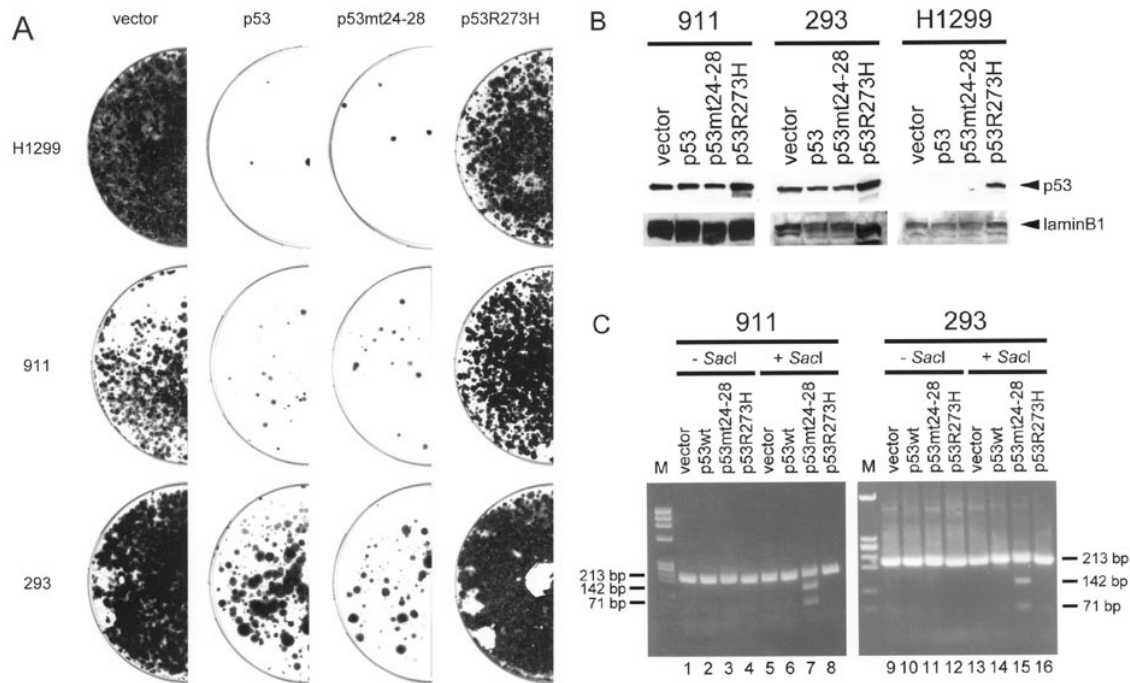 A
vector p53 p53mt24-28 p53R273H
H1299
911
293
B
911 293 H1299
vector p53 p53mt24-28 p53R273H vector p53 p53mt24-28 p53R273H vector p53 p53mt24-28 p53R273H
p53
laminB1
C
911 293
- SacI + SacI - SacI + SacI
M vector p53wt p53mt24-28 p53R273H vector p53wt p53mt24-28 p53R273H M vector p53wt p53mt24-28 p53R273H vector p53wt p53mt24-28 p53R273H
213 bp 213 bp
142 bp 142 bp
71 bp 71 bp
1 2 3 4 5 6 7 8 9 10 11 12 13 14 15 16